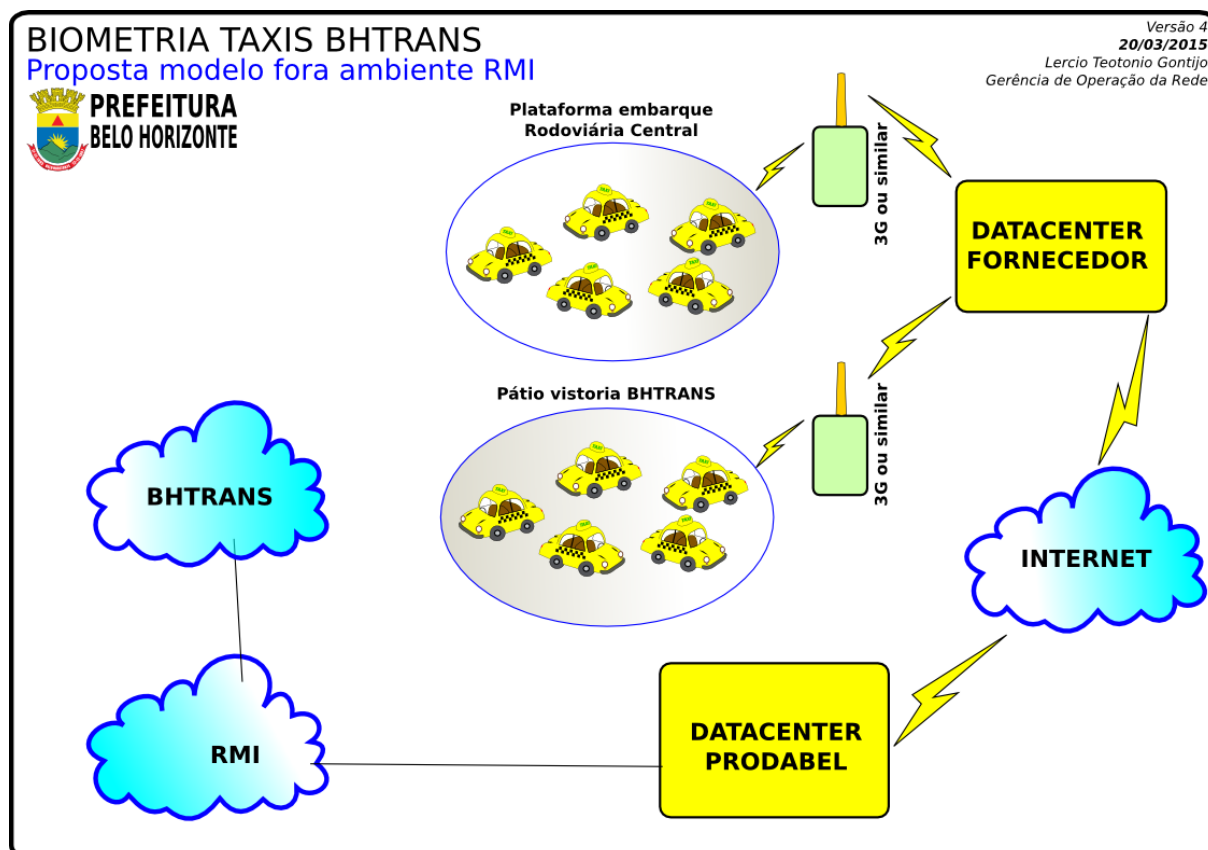 BIOMETRIA TAXIS BHTRANS
Proposta modelo fora ambiente RMI
PREFEITURA
BELO HORIZONTE
Versão 4
20/03/2015
Lercio Teotonio Gontijo
Gerência de Operação da Rede
Plataforma embarque
Rodoviária Central
3G ou similar
DATACENTER
FORNECEDOR
Pátio vistoria BHTRANS
3G ou similar
BHTRANS
INTERNET
RMI
DATACENTER
PRODABEL